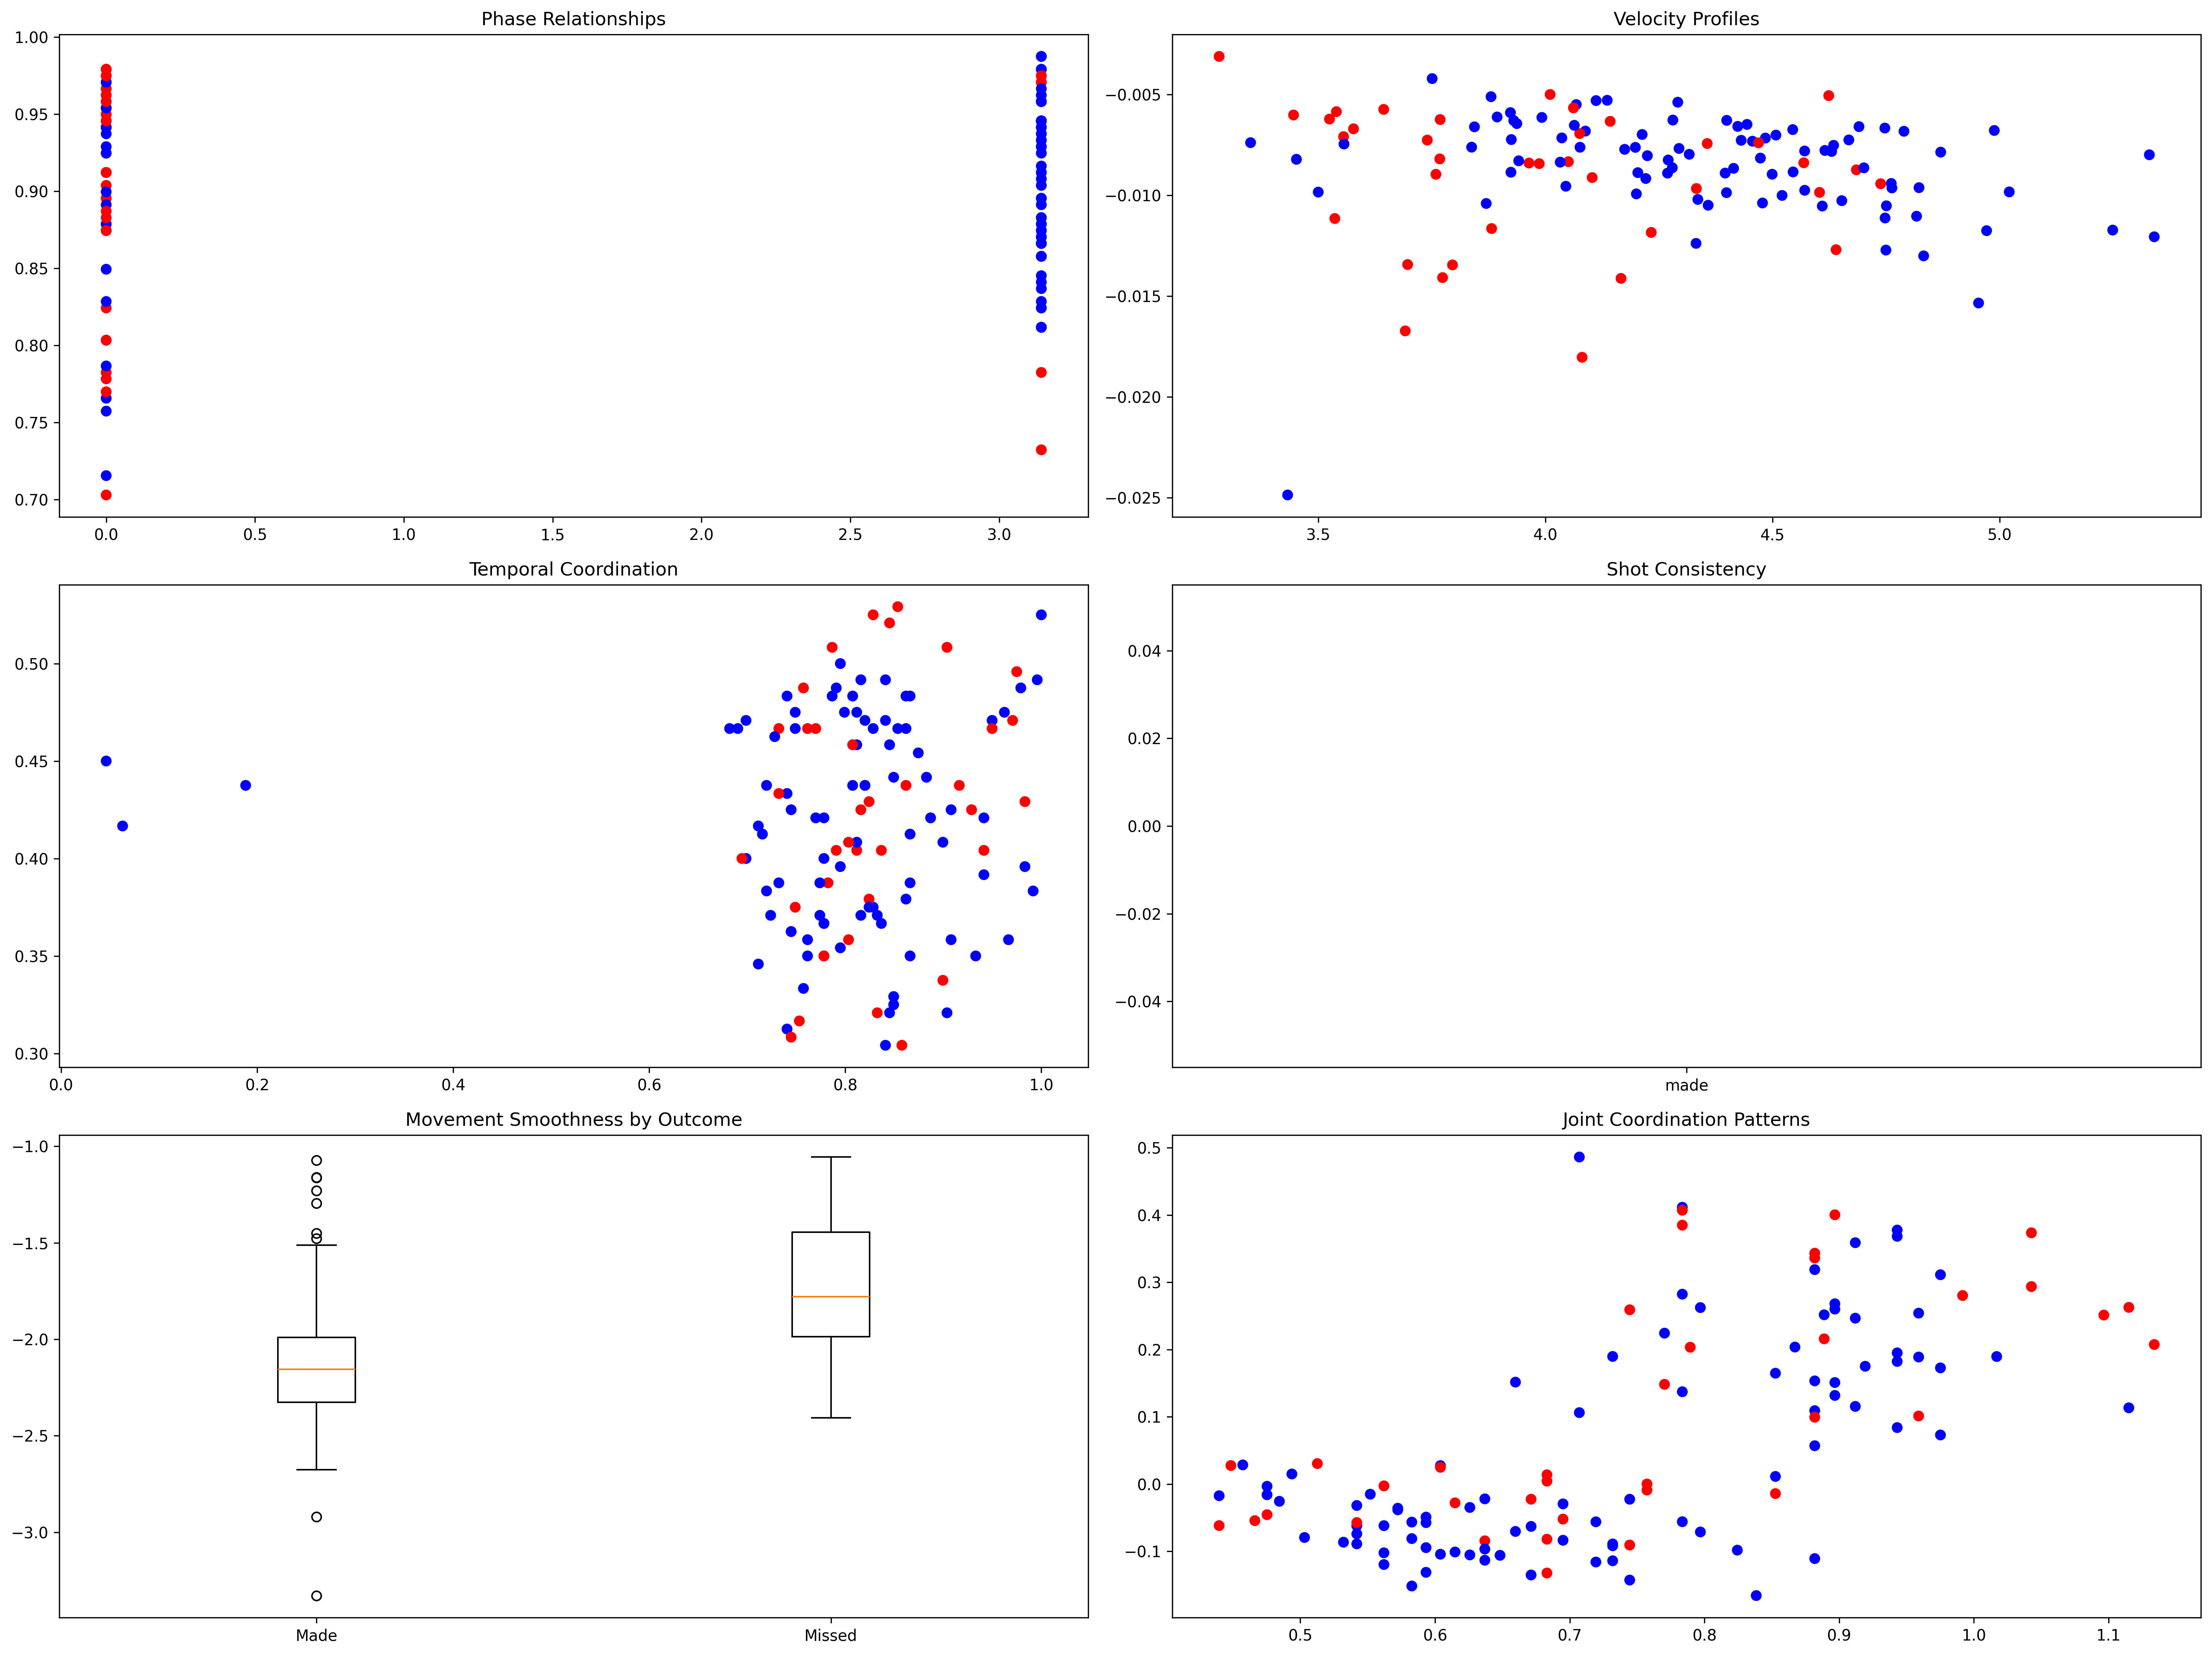 Phase Relationships
1.00
0.95
0.90
0.85
0.80
0.75
0.70
0.0 0.5 1.0 1.5 2.0 2.5 3.0
Velocity Profiles
−0.005
−0.010
−0.015
−0.020
−0.025
3.5 4.0 4.5 5.0
Temporal Coordination
0.50
0.45
0.40
0.35
0.30
0.0 0.2 0.4 0.6 0.8 1.0
Shot Consistency
0.04
0.02
0.00
−0.02
−0.04
made
Movement Smoothness by Outcome
−1.0
−1.5
−2.0
−2.5
−3.0
Made Missed
Joint Coordination Patterns
0.5
0.4
0.3
0.2
0.1
0.0
−0.1
0.5 0.6 0.7 0.8 0.9 1.0 1.1